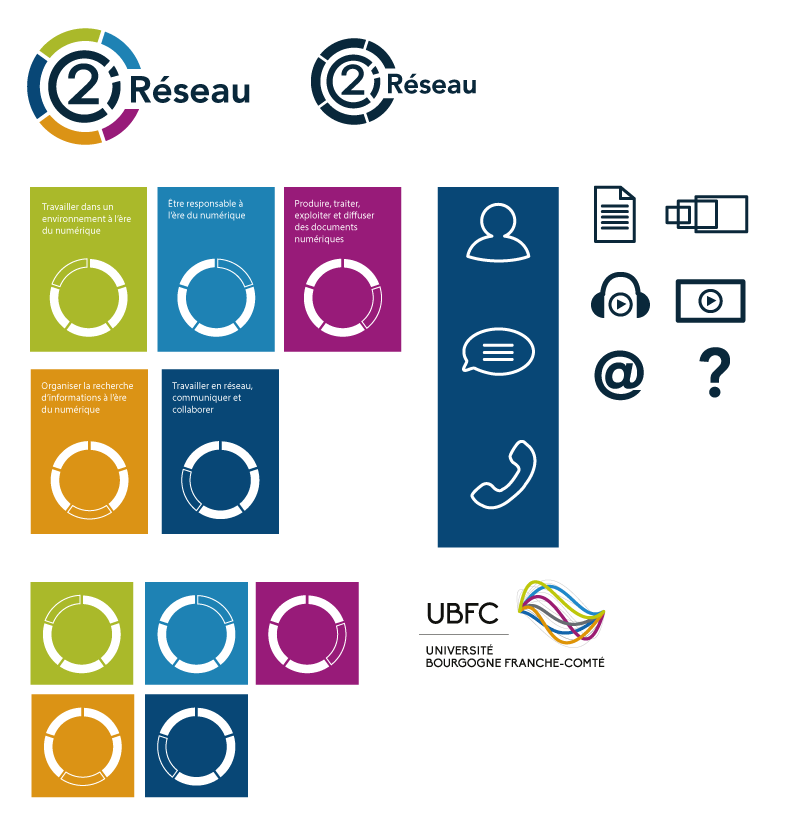 C2i Réseau
C2i Réseau
Travailler dans un
environnement à l'ère
du numérique
Être responsable à
l'ère du numérique
Produire, traiter,
exploiter et diffuser
des documents
numériques
Organiser la recherche
d'informations à l'ère
du numérique
Travailler en réseau,
communiquer et
collaborer
@
?
UBFC
UNIVERSITÉ
BOURGOGNE FRANCHE-COMTÉ